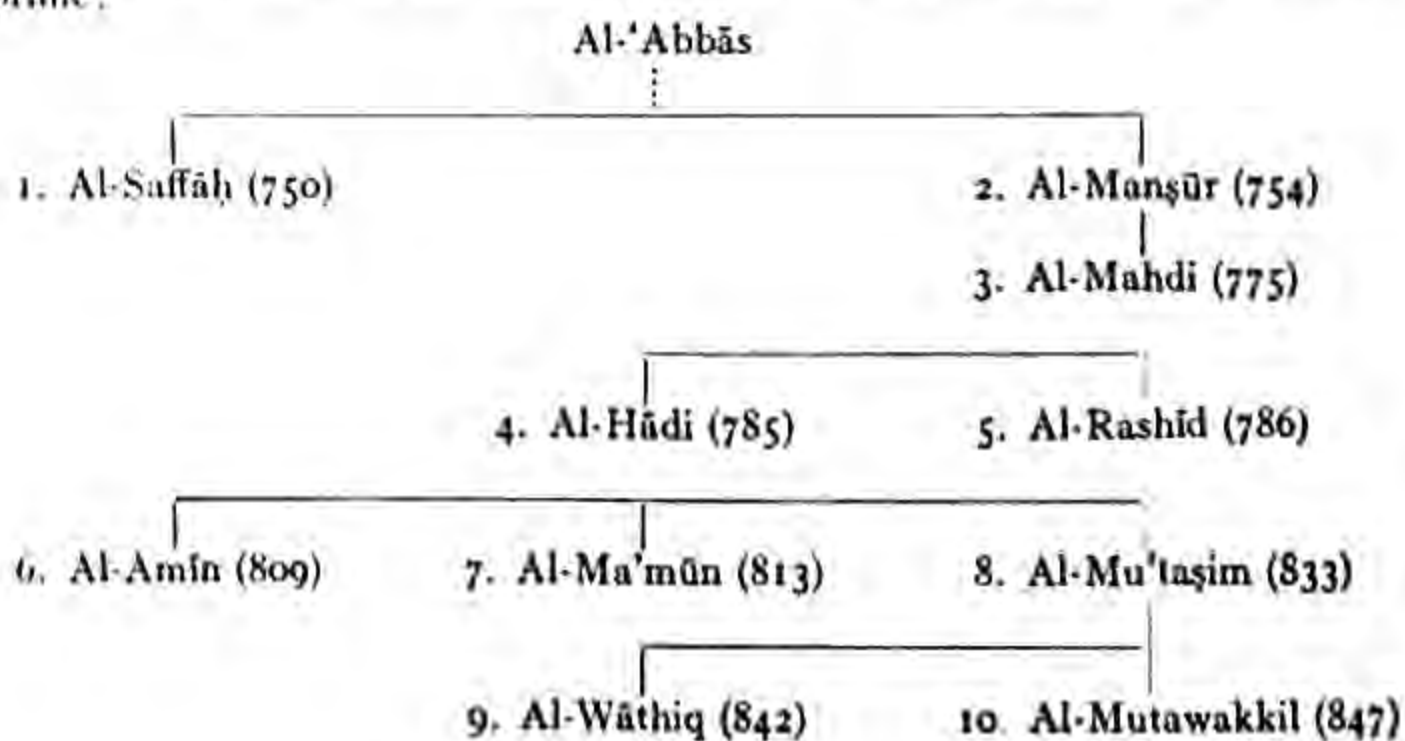 Al-‘Abbās
1. Al-Saffāḥ (750) 2. Al-Manṣūr (754)
3. Al-Mahdi (775)
4. Al-Hādi (785) 5. Al-Rashīd (786)
6. Al-Amīn (809) 7. Al-Ma’mūn (813) 8. Al-Mu‘taṣim (833)
9. Al-Wāthiq (842) 10. Al-Mutawakkil (847)